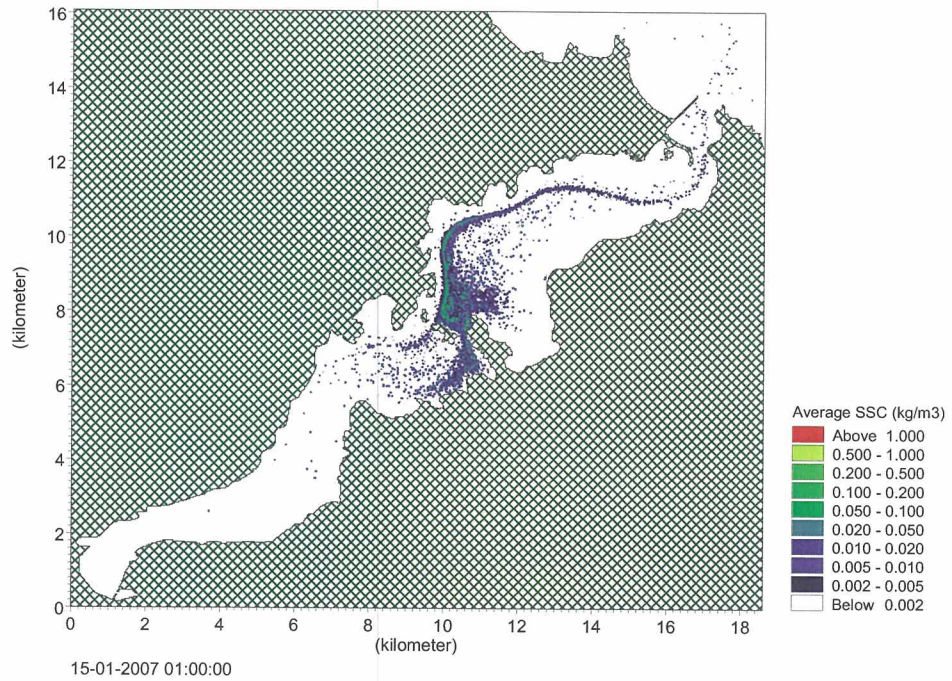 16
14
12
10
8
6
4
2
0
(kilometer)
0 2 4 6 8 10 12 14 16 18
(kilometer)
15-01-2007 01:00:00
Average SSC (kg/m3)
Above 1.000
0.500 - 1.000
0.200 - 0.500
0.100 - 0.200
0.050 - 0.100
0.020 - 0.050
0.010 - 0.020
0.005 - 0.010
0.002 - 0.005
Below 0.002